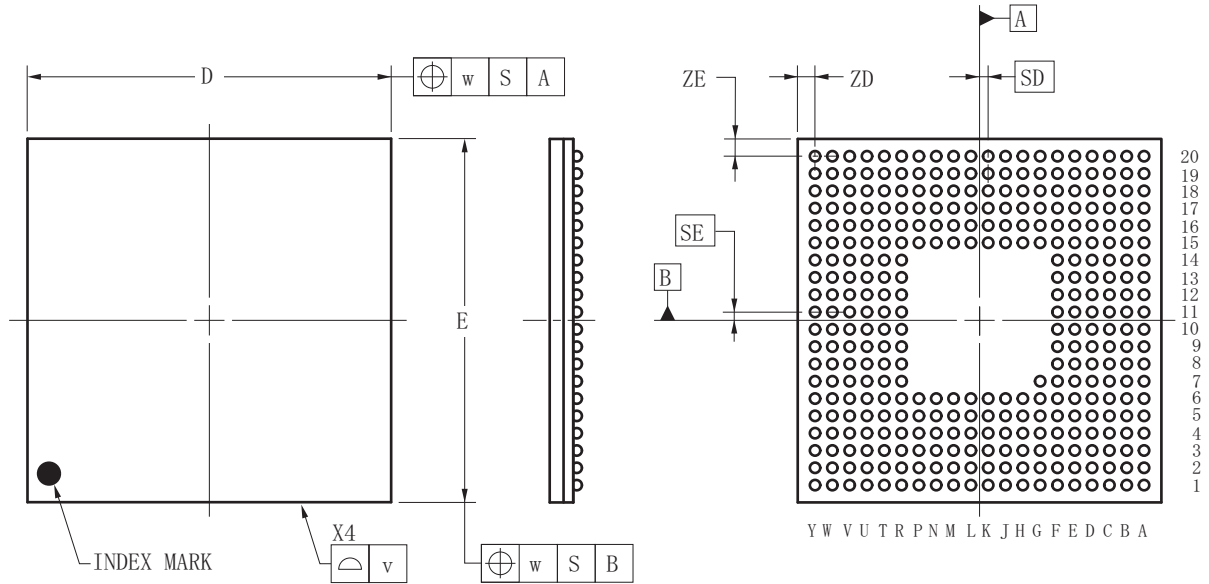 D
w S A
E
INDEX MARK
X4
v
w S B
A
ZE
ZD
SD
SE
B
20
19
18
17
16
15
14
13
12
11
10
9
8
7
6
5
4
3
2
1
Y W V U T R P N M L K J H G F E D C B A